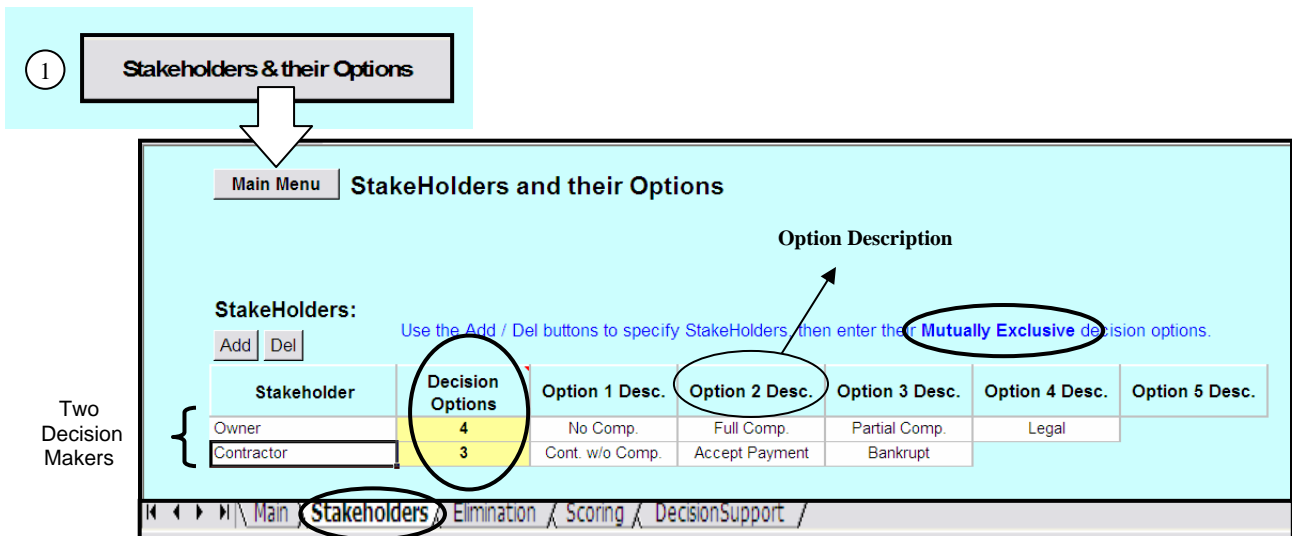 1
Stakeholders & their Options
Main Menu StakeHolders and their Options
Option Description
StakeHolders:
Use the Add / Del buttons to specify StakeHolders, then enter their Mutually Exclusive decision options.
Add Del
Stakeholder Decision Options Option 1 Desc. Option 2 Desc. Option 3 Desc. Option 4 Desc. Option 5 Desc.
Two Decision Makers
Owner 4 No Comp. Full Comp. Partial Comp. Legal
Contractor 3 Cont. w/o Comp. Accept Payment Bankrupt
Main Stakeholders Elimination Scoring DecisionSupport